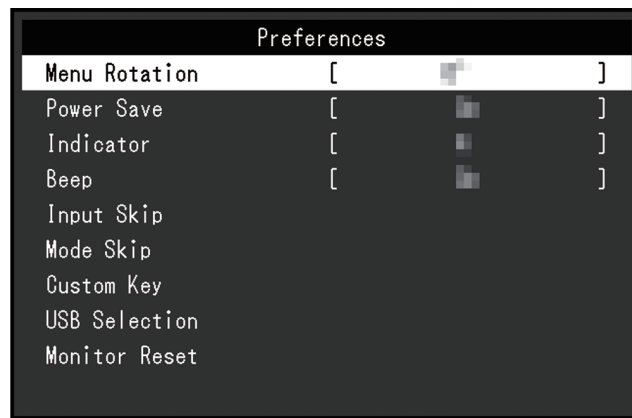 Preferences
Menu Rotation [ ]
Power Save [ ]
Indicator [ ]
Beep [ ]
Input Skip
Mode Skip
Custom Key
USB Selection
Monitor Reset